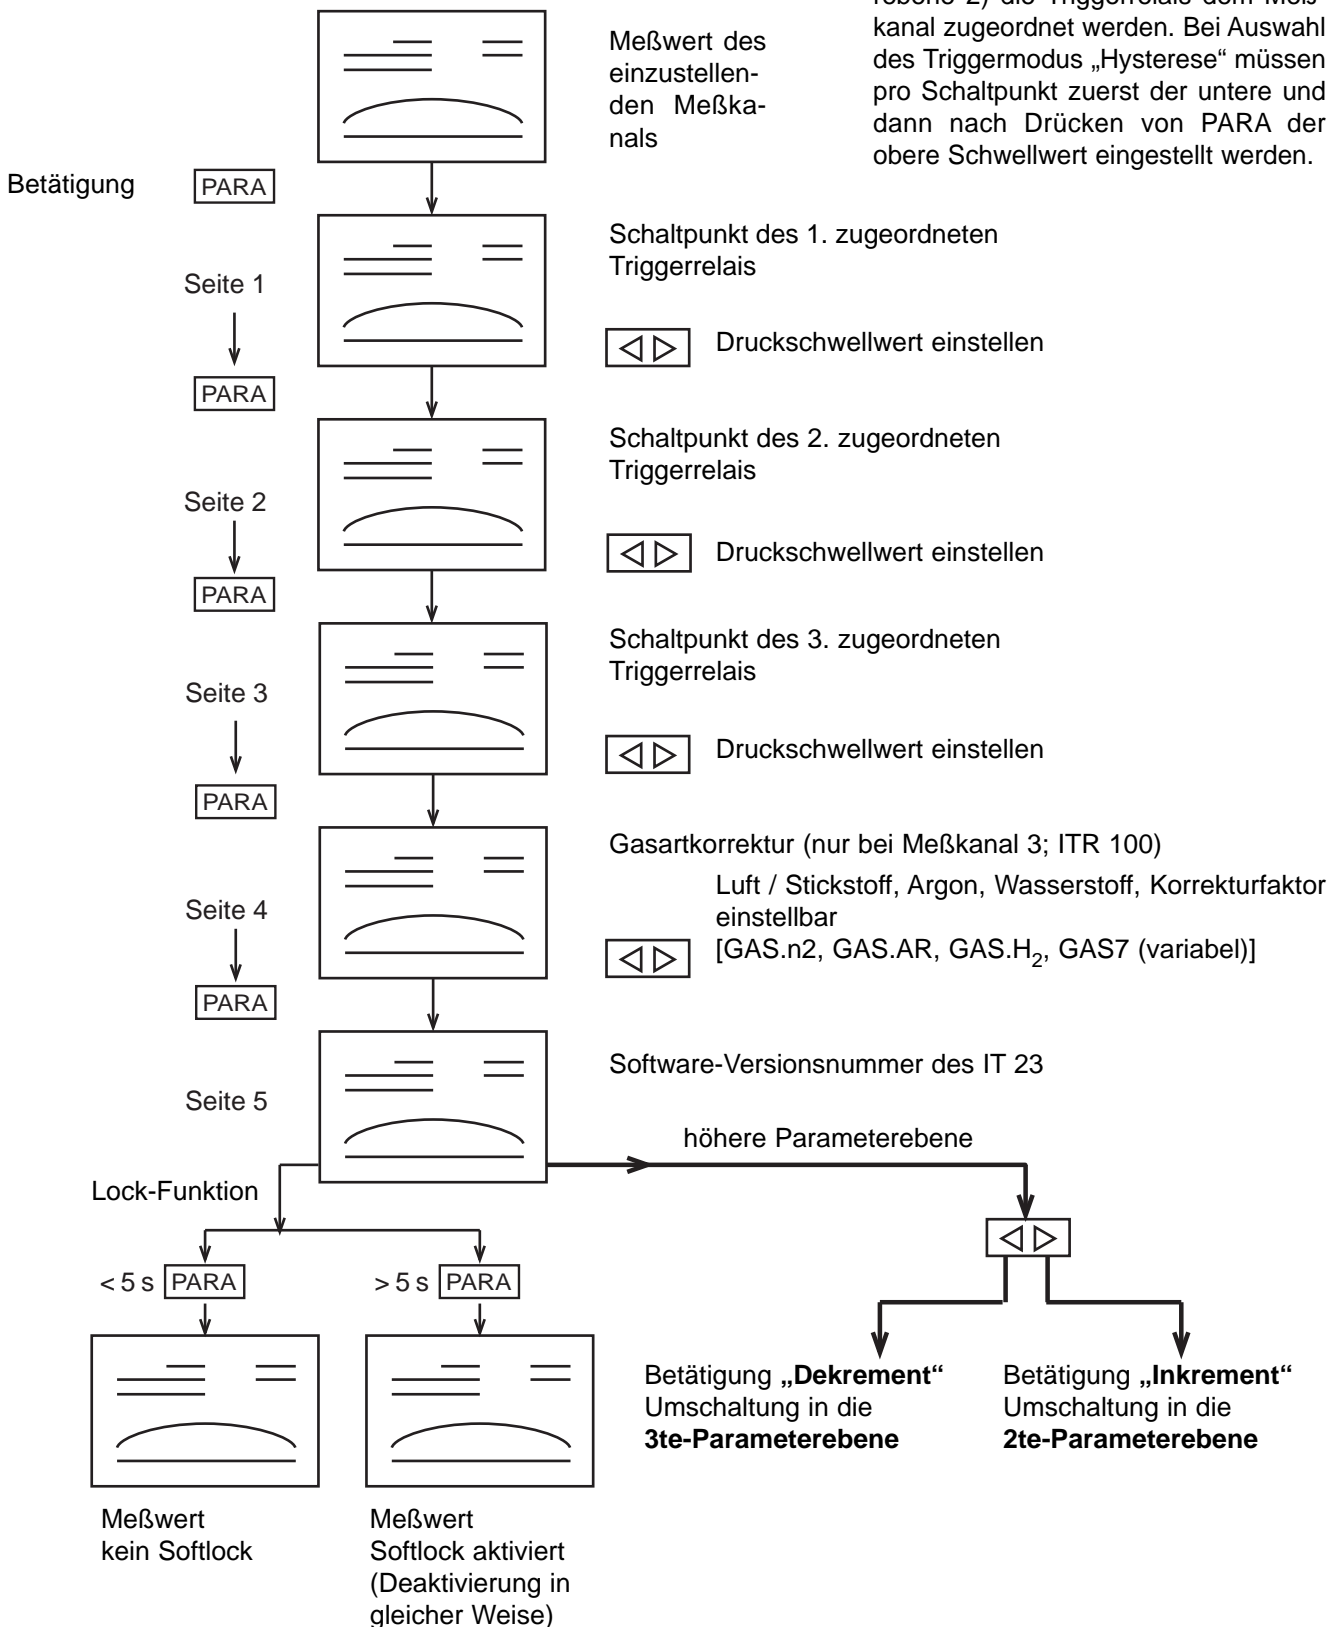 Meßwert des
einzustellen-
den Meßka-
nals
rebene 2) die Triggerrelais dem Meß-
kanal zugeordnet werden. Bei Auswahl
des Triggermodus „Hysterese“ müssen
pro Schaltpunkt zuerst der untere und
dann nach Drücken von PARA der
obere Schwellwert eingestellt werden.
Betätigung PARA
Schaltpunkt des 1. zugeordneten
Triggerrelais
Seite 1
Druckschwellwert einstellen
PARA
Schaltpunkt des 2. zugeordneten
Triggerrelais
Seite 2
Druckschwellwert einstellen
PARA
Schaltpunkt des 3. zugeordneten
Triggerrelais
Seite 3
Druckschwellwert einstellen
PARA
Gasartkorrektur (nur bei Meßkanal 3; ITR 100)
Luft / Stickstoff, Argon, Wasserstoff, Korrekturfaktor
einstellbar
[GAS.n2, GAS.AR, GAS.H2, GAS7 (variabel)]
Seite 4
PARA
Software-Versionsnummer des IT 23
Seite 5
höhere Parameterebene
Lock-Funktion
< 5 s PARA
> 5 s PARA
Betätigung „Dekrement“
Umschaltung in die
3te-Parameterebene
Betätigung „Inkrement“
Umschaltung in die
2te-Parameterebene
Meßwert
kein Softlock
Meßwert
Softlock aktiviert
(Deaktivierung in
gleicher Weise)